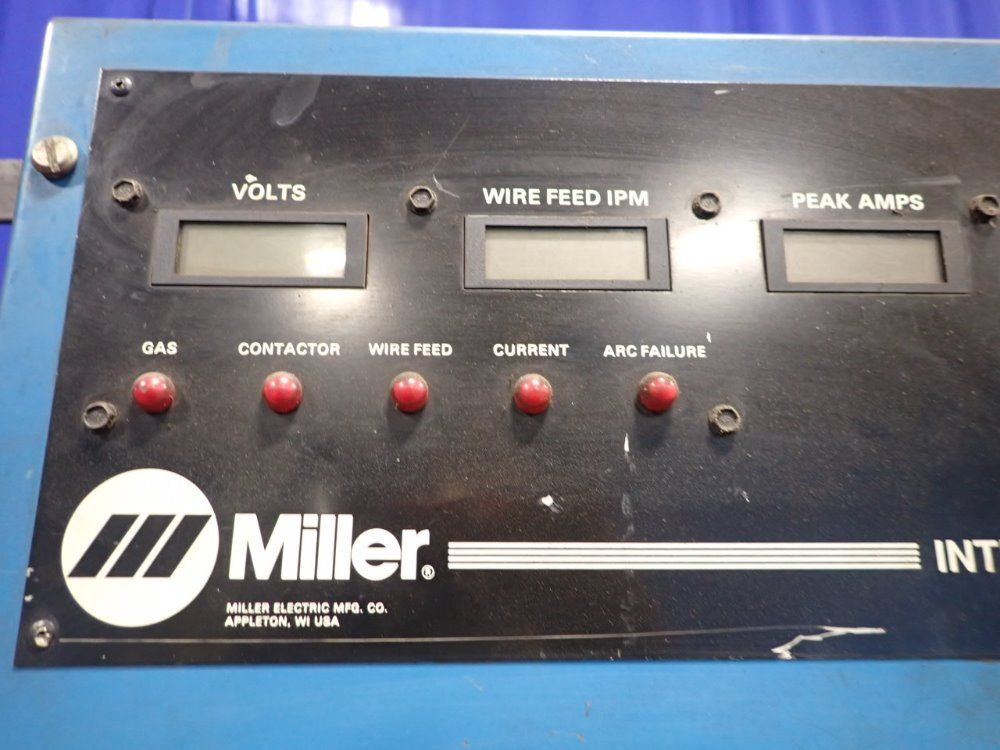 VOLTS
WIRE FEED IPM
PEAK AMPS
GAS
CONTACTOR
WIRE FEED
CURRENT
ARC FAILURE
Miller®
MILLER ELECTRIC MFG. CO.
APPLETON, WI USA